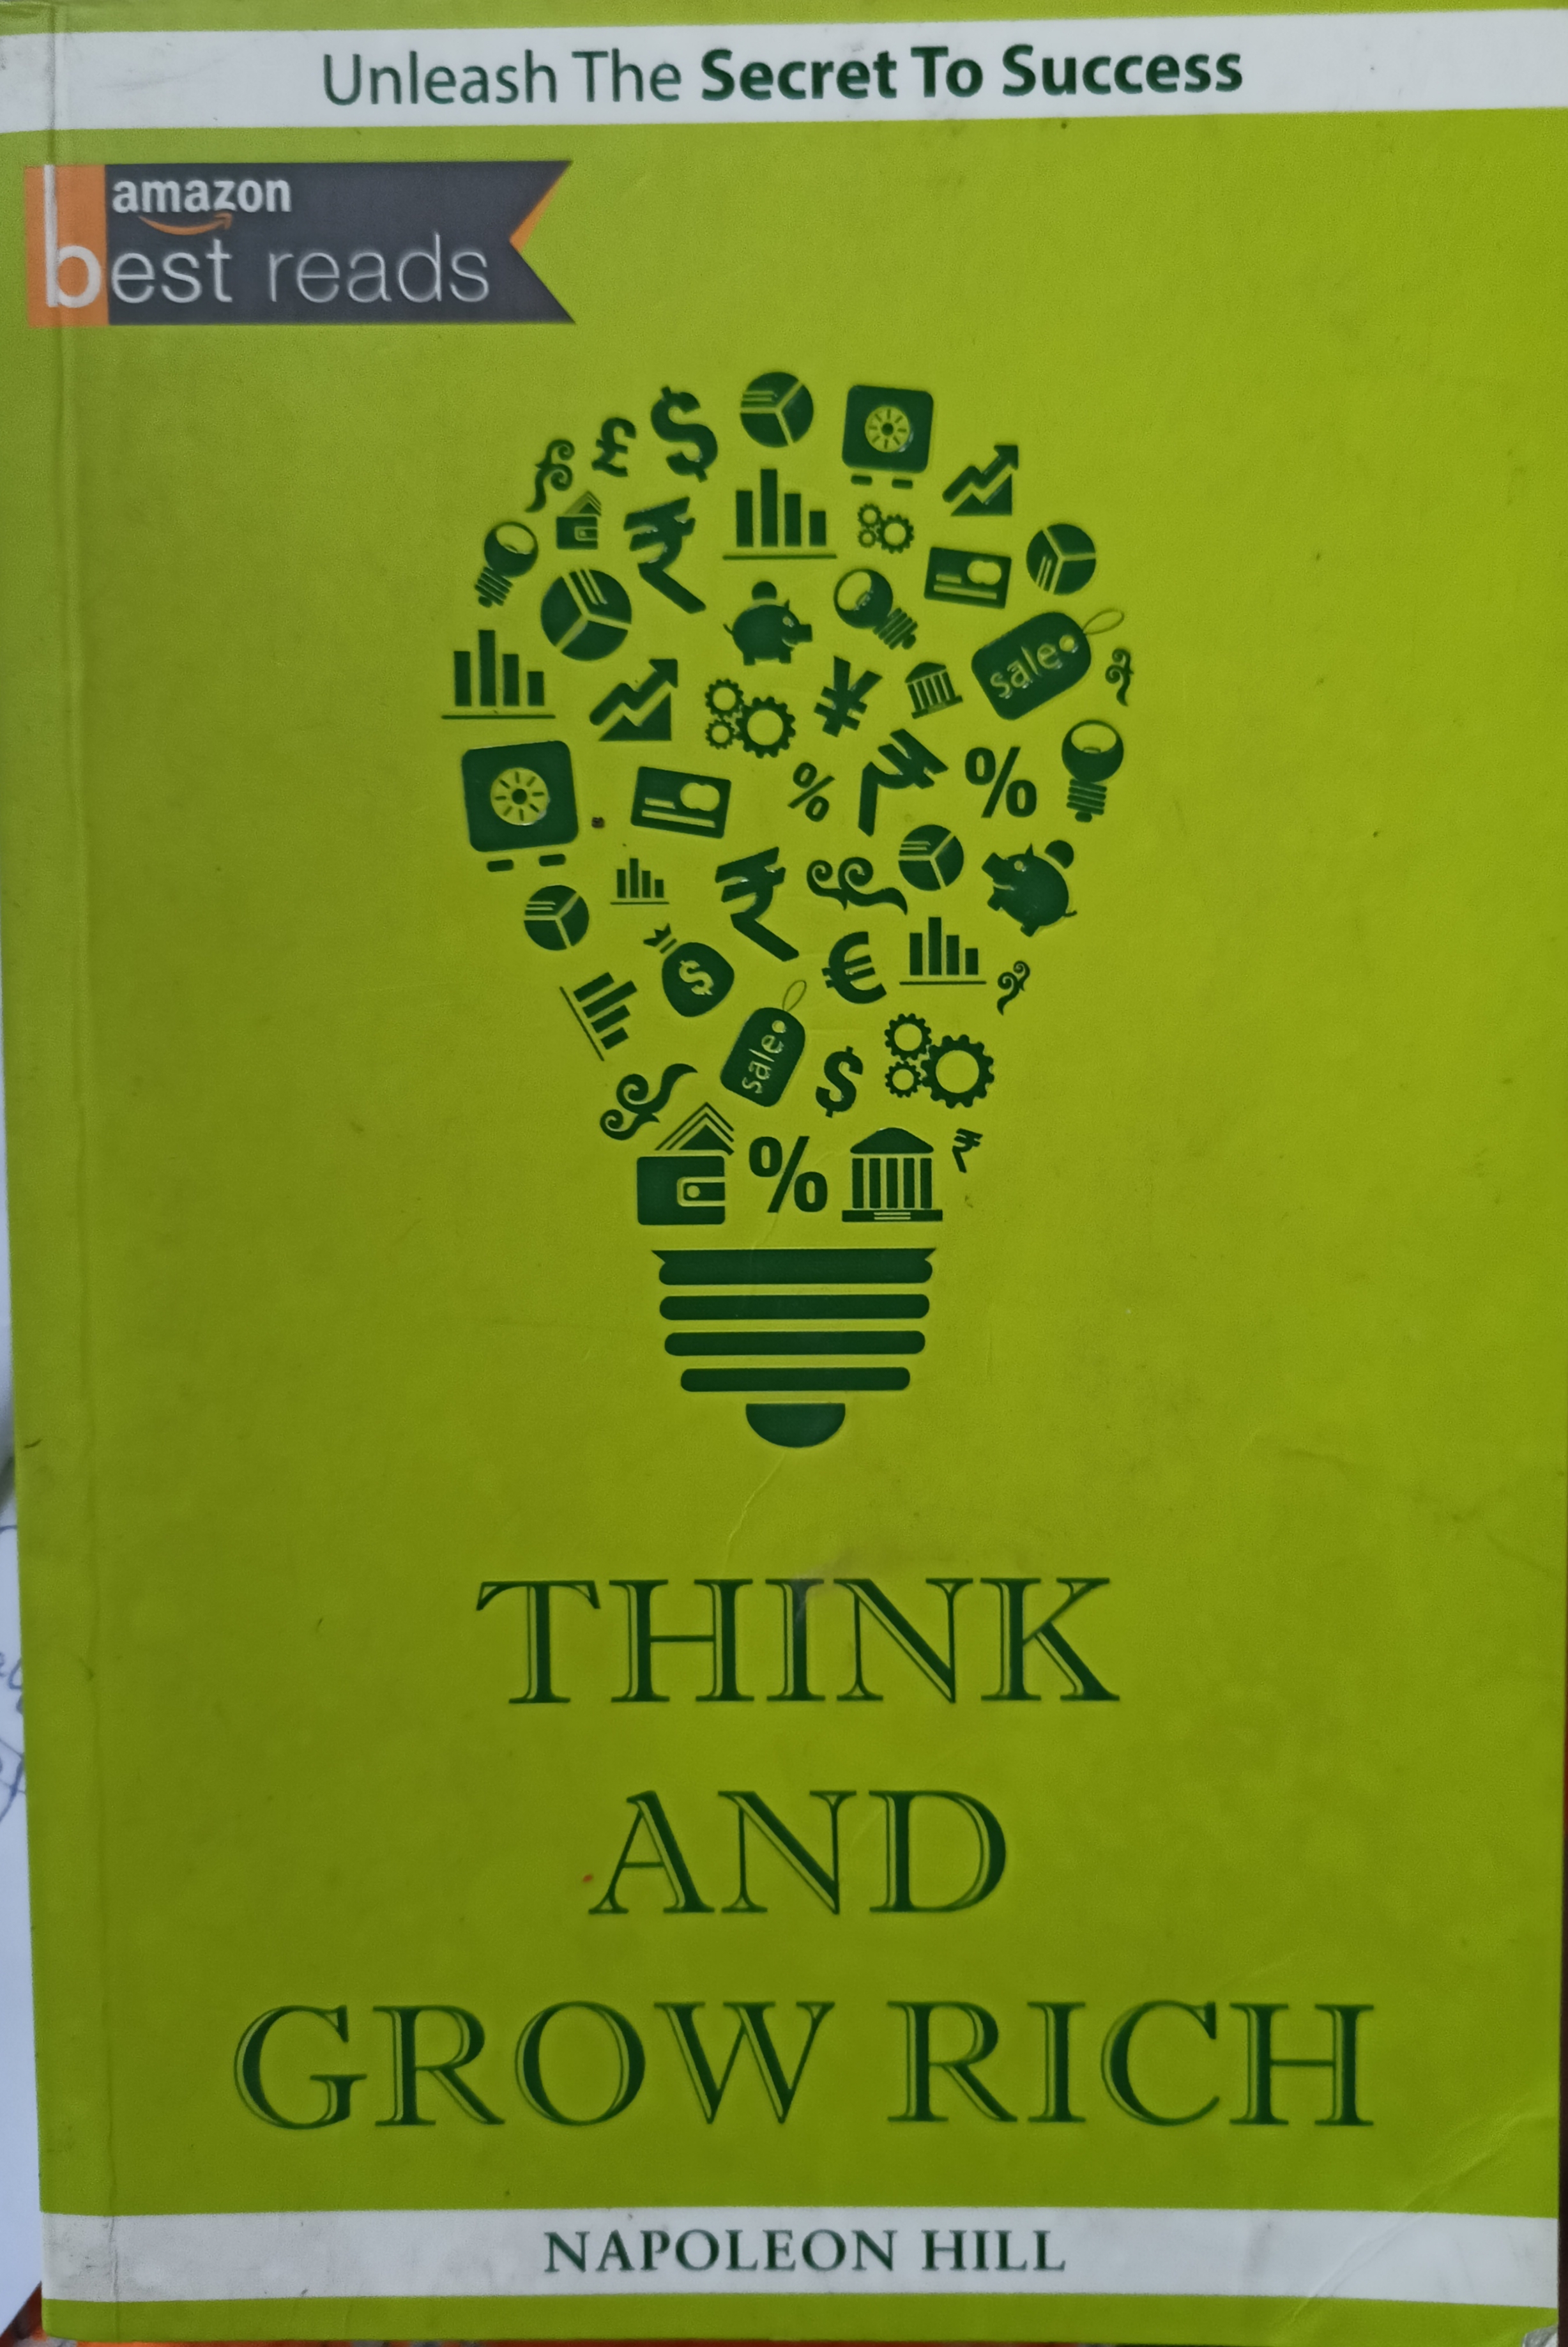 Unleash The Secret To Success
amazon
best reads
£ $
₹
sale
¥
% ₹ %
₹
$
€
sale
$
% ₹
THINK
AND
GROW RICH
NAPOLEON HILL